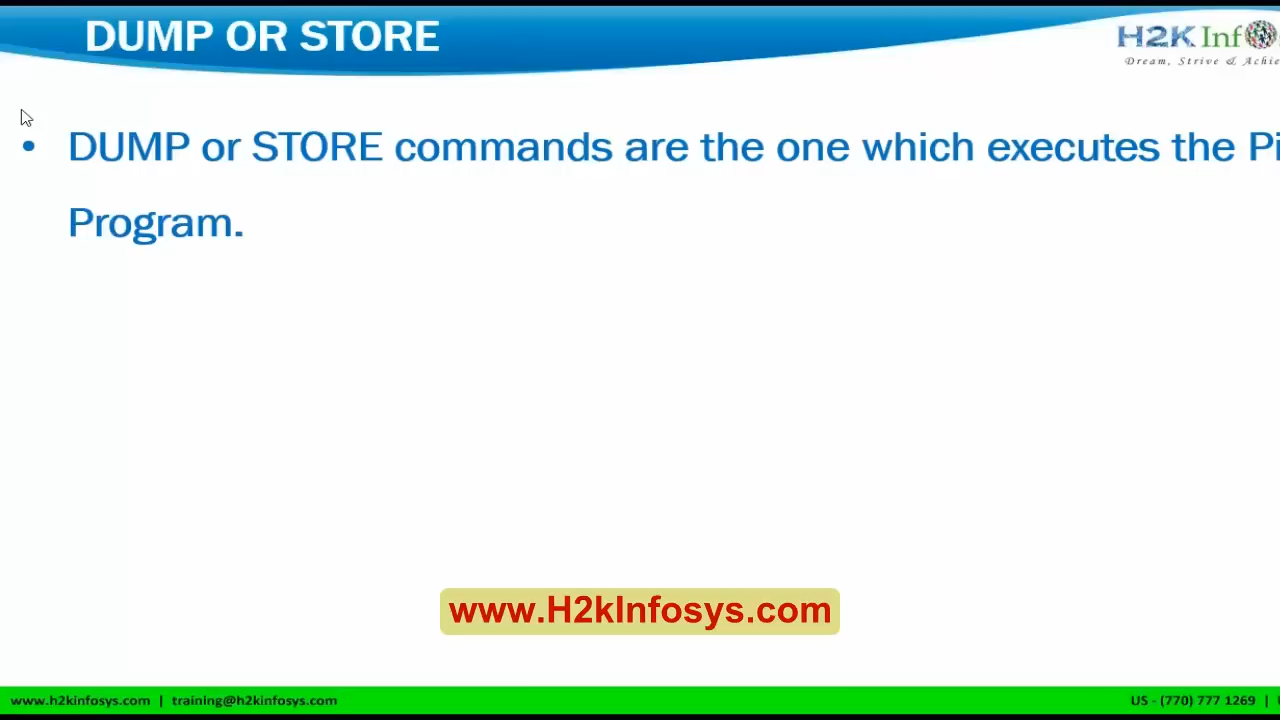 DUMP OR STORE
H2K Inf
Dream, Strive & Achie
• DUMP or STORE commands are the one which executes the Pi
Program.
www.H2kInfosys.com
www.h2kinfosys.com | training@h2kinfosys.com
US - (770) 777 1269 |